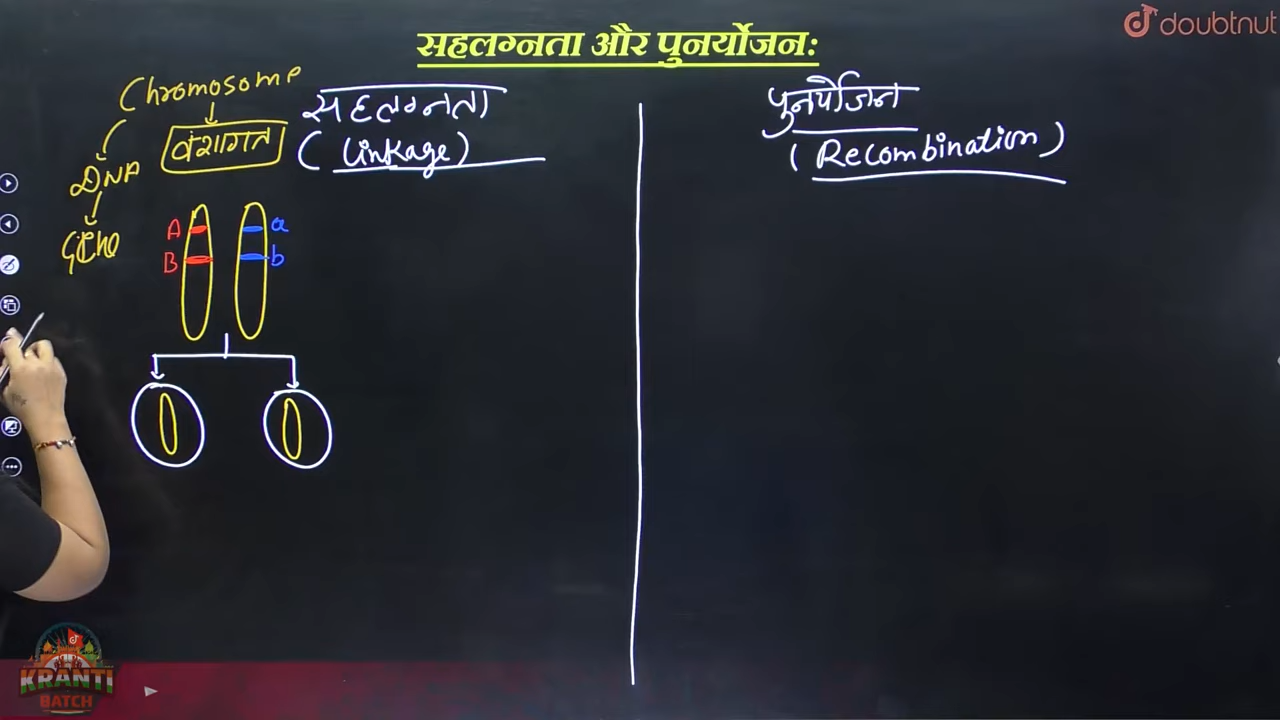 सहलग्नता और पुनर्योजन:
doubtnut
Chromosome
वंशागत
DNA
Gene
सहलग्नता
(Linkage)
पुनर्योजन
(Recombination)
A
a
B
b
KRANTI
BATCH